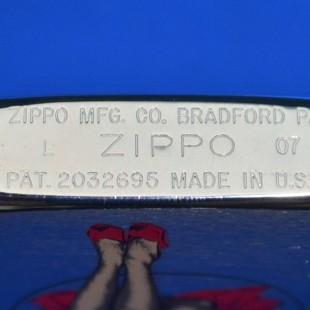 ZIPPO MFG. CO. BRADFORD PA
L ZIPPO 07
PAT. 2032695 MADE IN U.S.